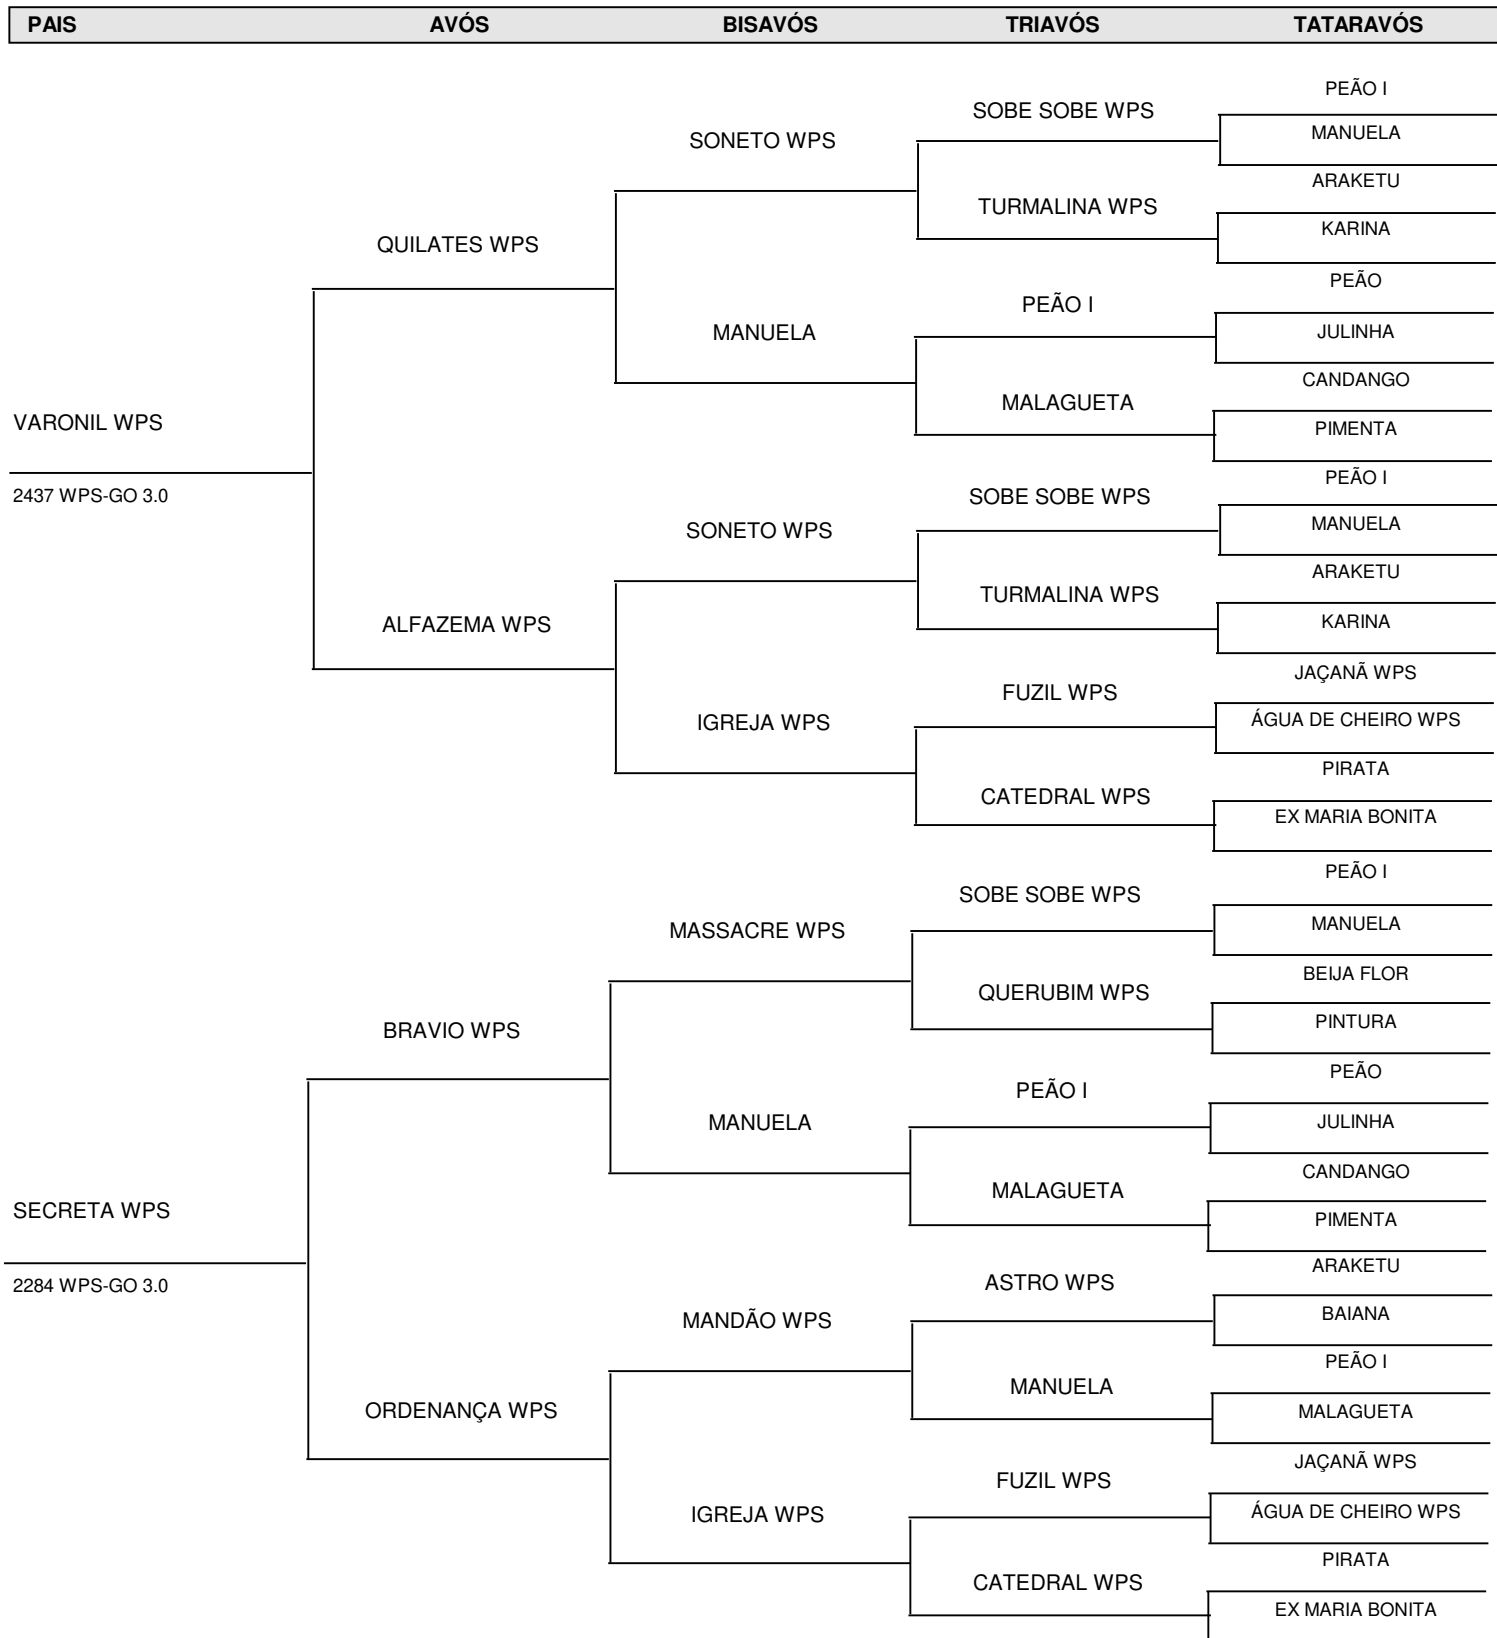 PAIS AVÓS BISAVÓS TRIAVÓS TATARAVÓS
PEÃO I
SOBE SOBE WPS
MANUELA
SONETO WPS
ARAKETU
TURMALINA WPS
KARINA
QUILATES WPS
PEÃO
PEÃO I
JULINHA
MANUELA
CANDANGO
MALAGUETA
PIMENTA
VARONIL WPS
2437 WPS-GO 3.0
PEÃO I
SOBE SOBE WPS
MANUELA
SONETO WPS
ARAKETU
TURMALINA WPS
KARINA
ALFAZEMA WPS
JAÇANÃ WPS
FUZIL WPS
ÁGUA DE CHEIRO WPS
IGREJA WPS
PIRATA
CATEDRAL WPS
EX MARIA BONITA
PEÃO I
SOBE SOBE WPS
MANUELA
MASSACRE WPS
BEIJA FLOR
QUERUBIM WPS
PINTURA
BRAVIO WPS
PEÃO
PEÃO I
JULINHA
MANUELA
CANDANGO
MALAGUETA
PIMENTA
SECRETA WPS
2284 WPS-GO 3.0
ARAKETU
ASTRO WPS
BAIANA
MANDÃO WPS
PEÃO I
MANUELA
MALAGUETA
ORDENANÇA WPS
JAÇANÃ WPS
FUZIL WPS
ÁGUA DE CHEIRO WPS
IGREJA WPS
PIRATA
CATEDRAL WPS
EX MARIA BONITA